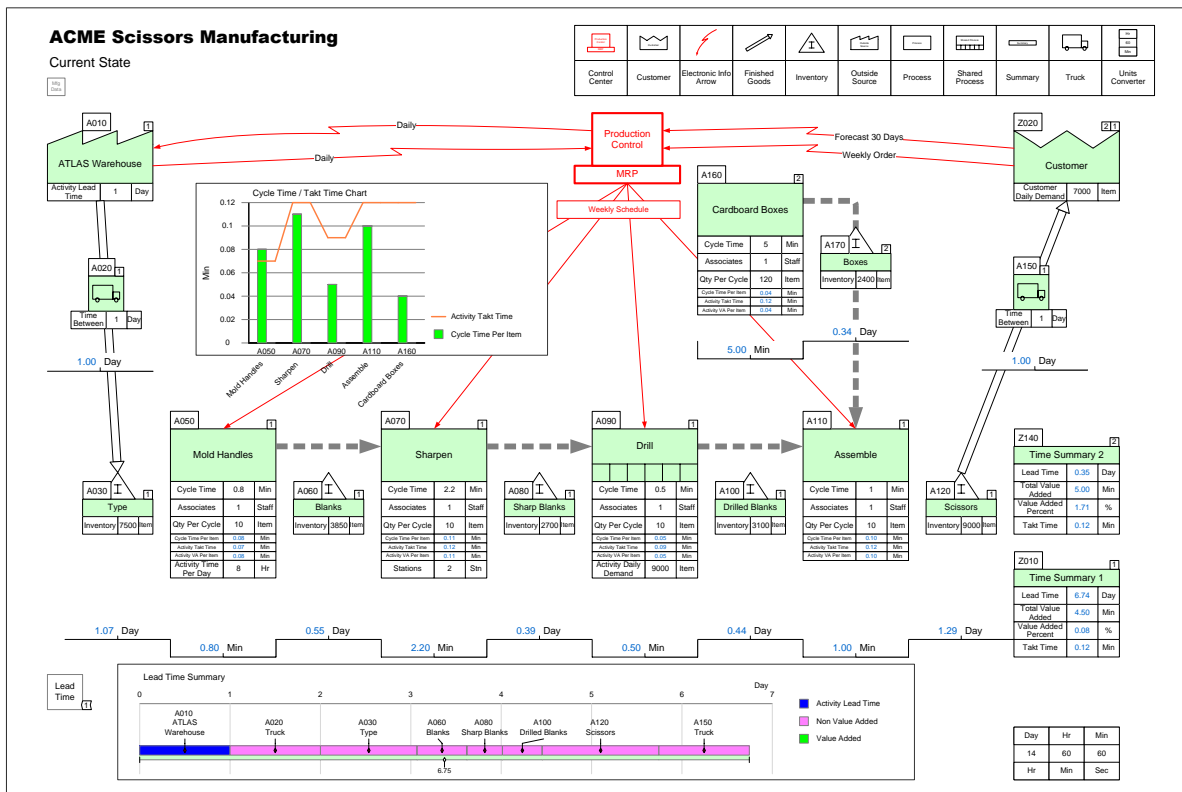 ACME Scissors Manufacturing
Current State
Mfg
Data
Control
Center
Customer
Electronic Info
Arrow
Finished
Goods
Inventory
Outside
Source
Process
Shared
Process
Summary
Truck
Units
Converter
A010
1
ATLAS Warehouse
Activity Lead
Time
1
Day
Daily
Daily
Production
Control
MRP
Weekly Schedule
Forecast 30 Days
Weekly Order
Z020
2 1
Customer
Customer
Daily Demand
7000
Item
A020
1
Time
Between
1
Day
1.00 Day
Cycle Time / Takt Time Chart
Min
0.12
0.1
0.08
0.06
0.04
0.02
0
A050
A070
A090
A110
A160
Mold Handles
Sharpen
Drill
Assemble
Cardboard Boxes
Activity Takt Time
Cycle Time Per Item
A160
2
Cardboard Boxes
Cycle Time 5 Min
Associates 1 Staff
Qty Per Cycle 120 Item
Cycle Time Per Item 0.04 Min
Activity Takt Time 0.12 Min
Activity VA Per Item 0.04 Min
5.00 Min
A170
2
I
Boxes
Inventory 2400 Item
0.34 Day
A150
1
Time
Between
1
Day
1.00 Day
A030
I
1
Type
Inventory 7500 Item
A050
1
Mold Handles
Cycle Time 0.8 Min
Associates 1 Staff
Qty Per Cycle 10 Item
Cycle Time Per Item 0.08 Min
Activity Takt Time 0.07 Min
Activity VA Per Item 0.08 Min
Activity Time
Per Day
8
Hr
A060
I
1
Blanks
Inventory 3850 Item
A070
1
Sharpen
Cycle Time 2.2 Min
Associates 1 Staff
Qty Per Cycle 10 Item
Cycle Time Per Item 0.11 Min
Activity Takt Time 0.12 Min
Activity VA Per Item 0.11 Min
Stations 2 Stn
A080
I
1
Sharp Blanks
Inventory 2700 Item
A090
1
Drill
Cycle Time 0.5 Min
Associates 1 Staff
Qty Per Cycle 10 Item
Cycle Time Per Item 0.05 Min
Activity Takt Time 0.09 Min
Activity VA Per Item 0.05 Min
Activity Daily
Demand
9000
Item
A100
I
1
Drilled Blanks
Inventory 3100 Item
A110
1
Assemble
Cycle Time 1 Min
Associates 1 Staff
Qty Per Cycle 10 Item
Cycle Time Per Item 0.10 Min
Activity Takt Time 0.12 Min
Activity VA Per Item 0.10 Min
A120
I
1
Scissors
Inventory 9000 Item
Z140
2
Time Summary 2
Lead Time 0.35 Day
Total Value
Added
5.00
Min
Value Added
Percent
1.71
%
Takt Time 0.12 Min
Z010
1
Time Summary 1
Lead Time 6.74 Day
Total Value
Added
4.50
Min
Value Added
Percent
0.08
%
Takt Time 0.12 Min
1.07 Day
0.80 Min
0.55 Day
2.20 Min
0.39 Day
0.50 Min
0.44 Day
1.00 Min
1.29 Day
Lead
Time
1
Lead Time Summary
Day
0 1 2 3 4 5 6 7
A010
ATLAS
Warehouse
A020
Truck
A030
Type
A060
Blanks
A080
Sharp Blanks
A100
Drilled Blanks
A120
Scissors
A150
Truck
6.75
Activity Lead Time
Non Value Added
Value Added
Day Hr Min
14 60 60
Hr Min Sec